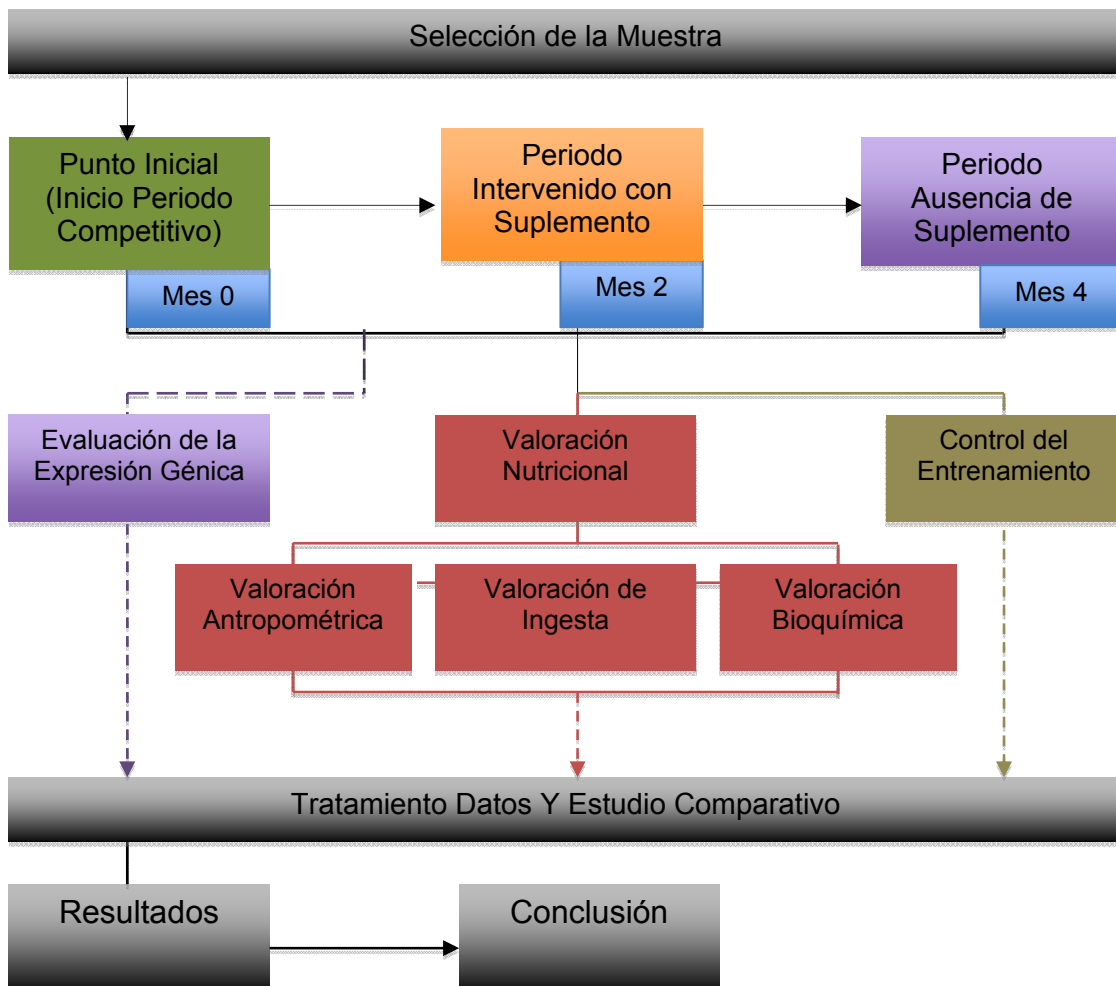 Selección de la Muestra
Punto Inicial
(Inicio Periodo
Competitivo)
Periodo
Intervenido con
Suplemento
Periodo
Ausencia de
Suplemento
Mes 0
Mes 2
Mes 4
Evaluación de la
Expresión Génica
Valoración
Nutricional
Control del
Entrenamiento
Valoración
Antropométrica
Valoración de
Ingesta
Valoración
Bioquímica
Tratamiento Datos Y Estudio Comparativo
Resultados
Conclusión